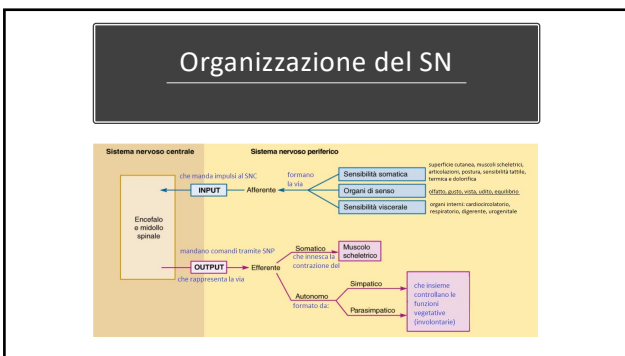 Organizzazione del SN
Sistema nervoso centrale
Sistema nervoso periferico
che manda impulsi al SNC
formano
la via
INPUT
Afferente
Sensibilità somatica
superficie cutanea, muscoli scheletrici,
articolazioni, postura, sensibilità tattile,
termica e dolorifica
Organi di senso
olfatto, gusto, vista, udito, equilibrio
Sensibilità viscerale
organi interni: cardiocircolatorio,
respiratorio, digerente, urogenitale
Encefalo
e midollo
spinale
mandano comandi tramite SNP
OUTPUT
Efferente
che rappresenta la via
Somatico
che innesca la
contrazione del
Muscolo
scheletrico
Autonomo
formato da:
Simpatico
Parasimpatico
che insieme
controllano le
funzioni
vegetative
(involontarie)